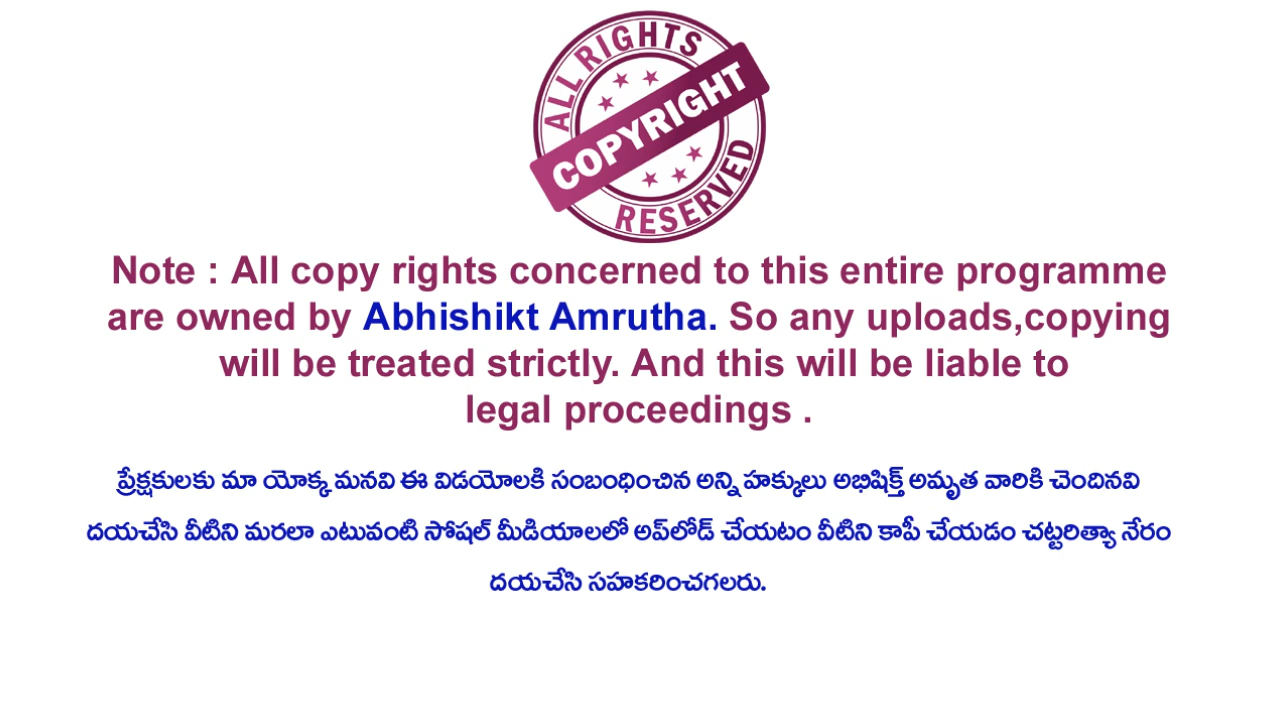 ALL RIGHTS
COPYRIGHT
RESERVED
Note : All copy rights concerned to this entire programme
are owned by Abhishikt Amrutha. So any uploads,copying
will be treated strictly. And this will be liable to
legal proceedings .
ప్రేక్షకులకు మా యొక్క మనవి ఈ విడయోలకి సంబంధించిన అన్ని హక్కులు అభిషిక్త్ అమృత వారికి చెందినవి
దయచేసి వీటిని మరలా ఎటువంటి సోషల్ మీడియాలలో అప్‌లోడ్ చేయటం వీటిని కాపీ చేయడం చట్టరిత్యా నేరం
దయచేసి సహకరించగలరు.